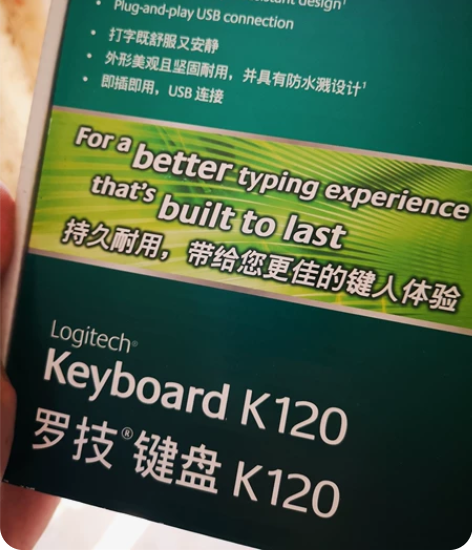 design¹
• Plug-and-play USB connection
• 打字既舒服又安静
• 外形美观且坚固耐用，并具有防水溅设计¹
• 即插即用，USB 连接
For a better typing experience
that's built to last
持久耐用，带给您更佳的键入体验
Logitech®
Keyboard K120
罗技®键盘 K120